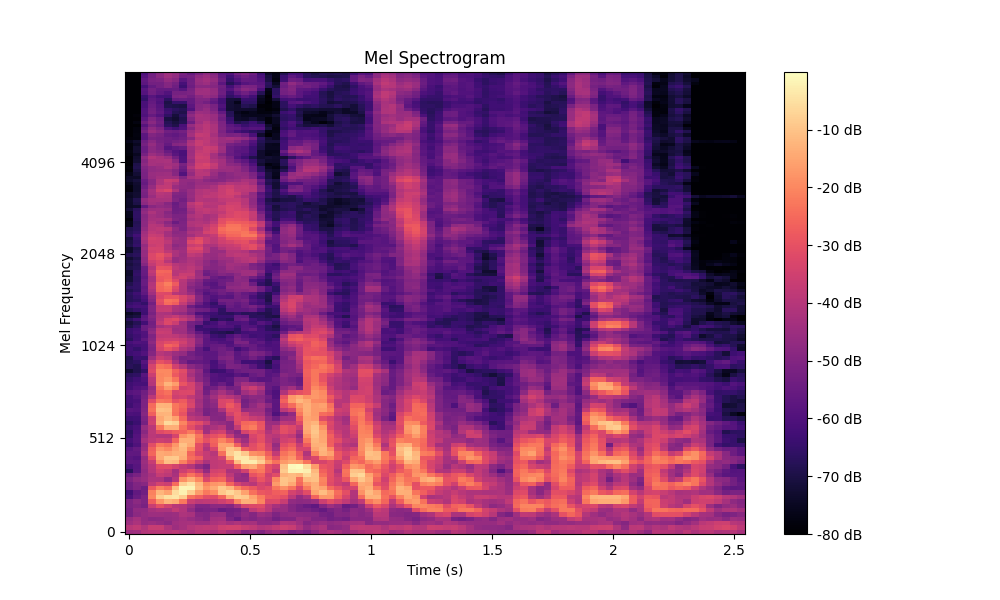 Mel Spectrogram
Mel Frequency
4096
2048
1024
512
0
0
0.5
1
1.5
2
2.5
Time (s)
-10 dB
-20 dB
-30 dB
-40 dB
-50 dB
-60 dB
-70 dB
-80 dB